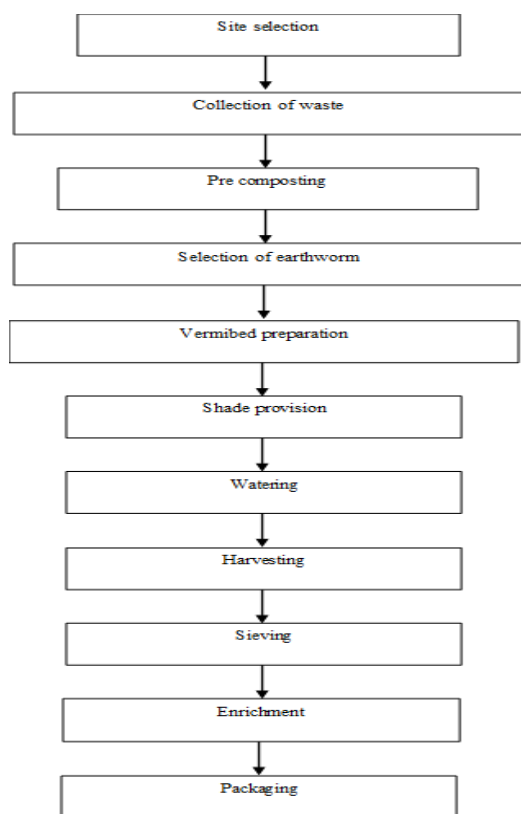 Site selection
Collection of waste
Pre composting
Selection of earthworm
Vermibed preparation
Shade provision
Watering
Harvesting
Sieving
Enrichment
Packaging